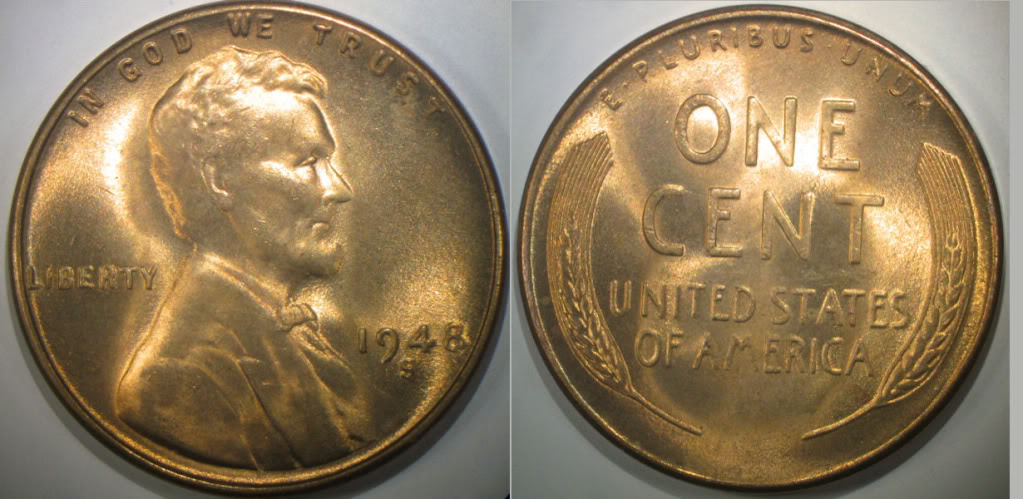 IN GOD WE TRUST
LIBERTY
1948
S
E · PLURIBUS · UNUM
ONE
CENT
UNITED STATES
OF AMERICA